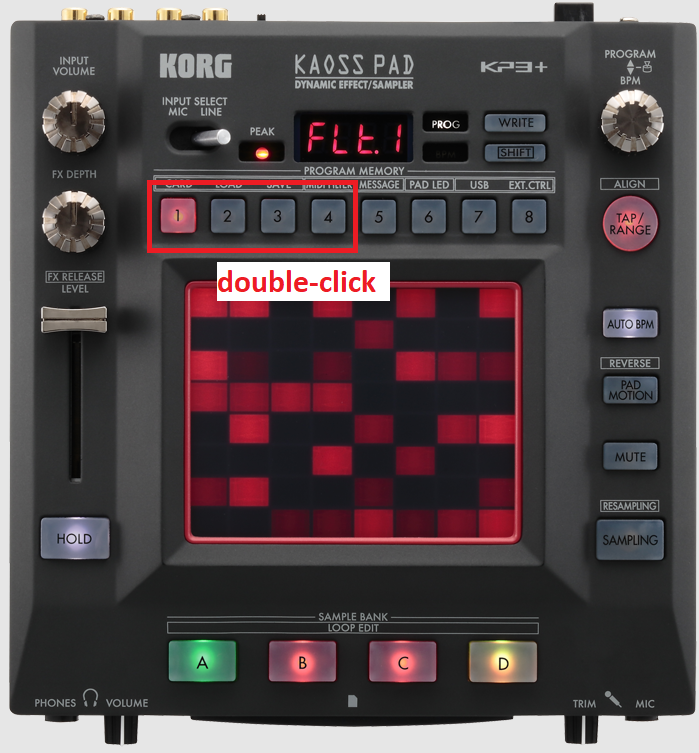 INPUT VOLUME
KORG
KAOSS PAD
DYNAMIC EFFECT/SAMPLER
KP3+
PROGRAM
BPM
INPUT SELECT
MIC LINE
PEAK
FLt.1
PROG
WRITE
SHIFT
FX DEPTH
PROGRAM MEMORY
CARD LOAD SAVE MIDI FILTER MESSAGE PAD LED USB EXT.CTRL
1 2 3 4 5 6 7 8
ALIGN
TAP/
RANGE
FX RELEASE
LEVEL
double-click
AUTO BPM
REVERSE
PAD
MOTION
MUTE
RESAMPLING
SAMPLING
HOLD
SAMPLE BANK
LOOP EDIT
A B C D
PHONES VOLUME
TRIM MIC